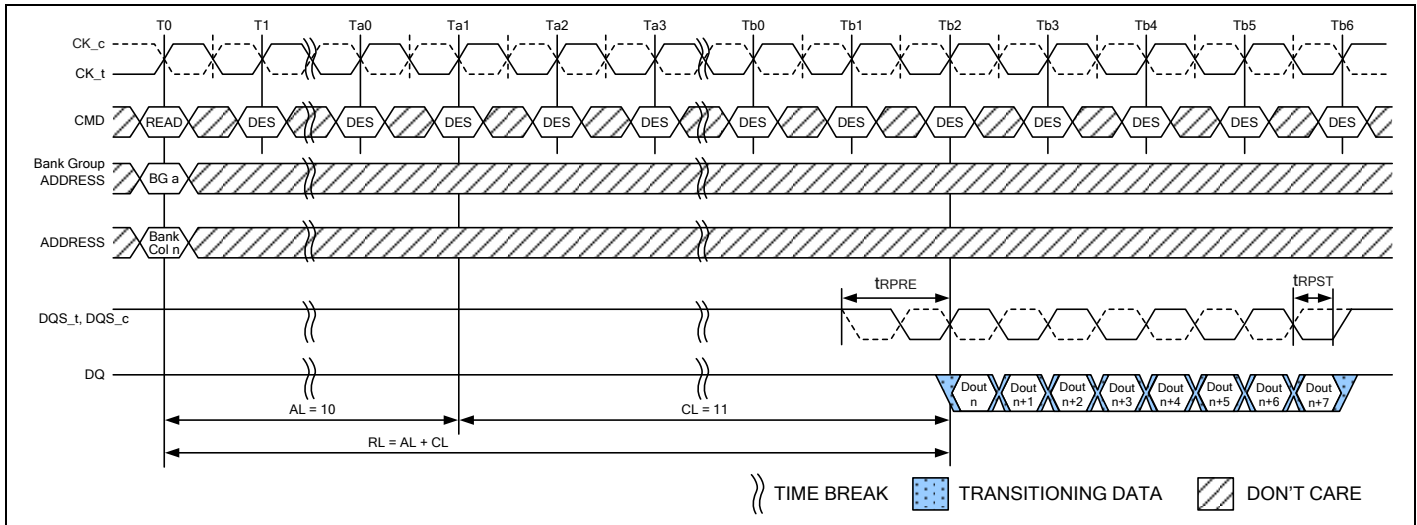 T0 T1 Ta0 Ta1 Ta2 Ta3 Tb0 Tb1 Tb2 Tb3 Tb4 Tb5 Tb6
CK_c
CK_t
CMD READ DES DES DES DES DES DES DES DES DES DES DES DES
Bank Group
ADDRESS BG a
ADDRESS Bank
Col n
tRPRE tRPST
DQS_t, DQS_c
DQ Dout Dout Dout Dout Dout Dout Dout Dout
n n+1 n+2 n+3 n+4 n+5 n+6 n+7
AL = 10 CL = 11
RL = AL + CL
TIME BREAK TRANSITIONING DATA DON'T CARE